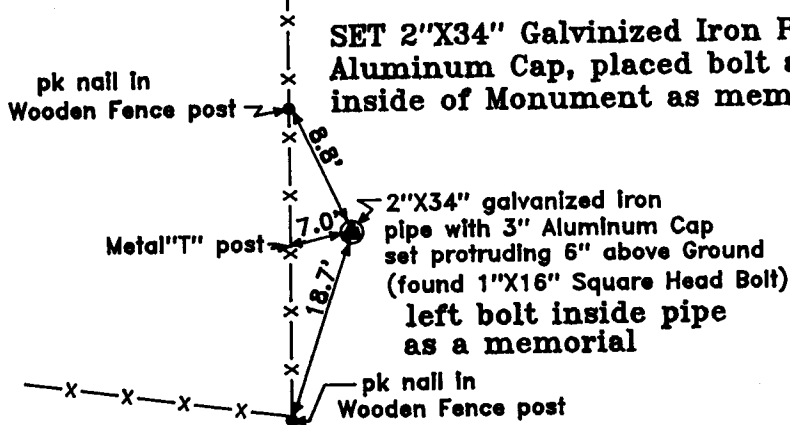 SET 2"X34" Galvinized Iron
Aluminum Cap, placed bolt
inside of Monument as
pk nail in
Wooden Fence post
8.8'
7.0'
Metal"T" post
18.7'
2"X34" galvanized iron
pipe with 3" Aluminum Cap
set protruding 6" above Ground
(found 1"X16" Square Head Bolt)
left bolt inside pipe
as a memorial
pk nail in
Wooden Fence post